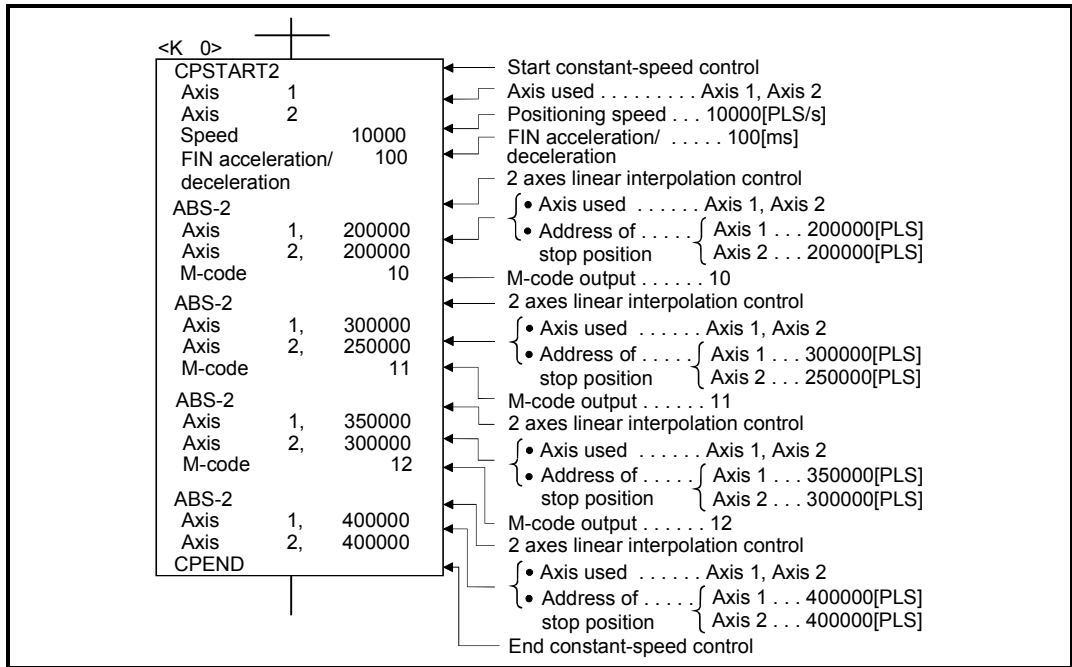 <K 0>
CPSTART2
Axis 1
Axis 2
Speed 10000
FIN acceleration/ 100
deceleration
ABS-2
Axis 1, 200000
Axis 2, 200000
M-code 10
ABS-2
Axis 1, 300000
Axis 2, 250000
M-code 11
ABS-2
Axis 1, 350000
Axis 2, 300000
M-code 12
ABS-2
Axis 1, 400000
Axis 2, 400000
CPEND
Start constant-speed control
Axis used . . . . . . . . . Axis 1, Axis 2
Positioning speed . . . 10000[PLS/s]
FIN acceleration/ . . . . . 100[ms]
deceleration
2 axes linear interpolation control
• Axis used . . . . . . Axis 1, Axis 2
• Address of . . . . . Axis 1 . . . 200000[PLS]
stop position Axis 2 . . . 200000[PLS]
M-code output . . . . . . 10
2 axes linear interpolation control
• Axis used . . . . . . Axis 1, Axis 2
• Address of . . . . . Axis 1 . . . 300000[PLS]
stop position Axis 2 . . . 250000[PLS]
M-code output . . . . . . 11
2 axes linear interpolation control
• Axis used . . . . . . Axis 1, Axis 2
• Address of . . . . . Axis 1 . . . 350000[PLS]
stop position Axis 2 . . . 300000[PLS]
M-code output . . . . . . 12
2 axes linear interpolation control
• Axis used . . . . . . Axis 1, Axis 2
• Address of . . . . . Axis 1 . . . 400000[PLS]
stop position Axis 2 . . . 400000[PLS]
End constant-speed control